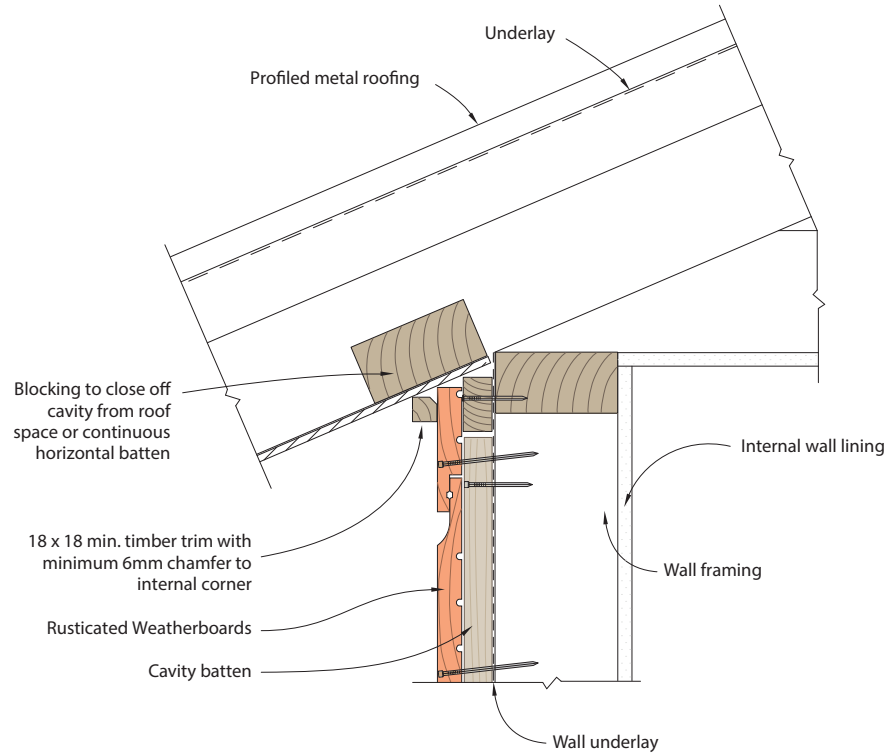 Underlay
Profiled metal roofing
Blocking to close off
cavity from roof
space or continuous
horizontal batten
Internal wall lining
18 x 18 min. timber trim with
minimum 6mm chamfer to
internal corner
Wall framing
Rusticated Weatherboards
Cavity batten
Wall underlay